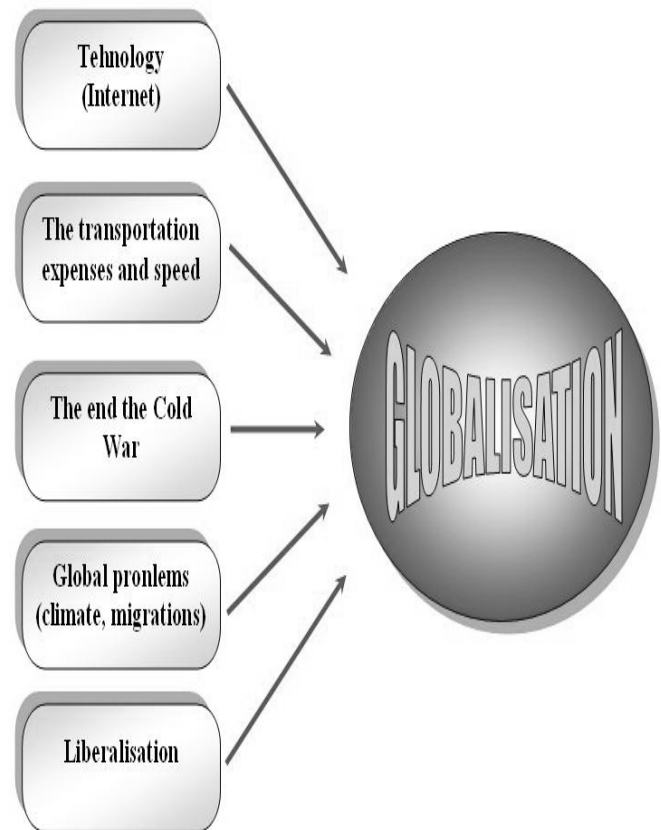 Tehnology
(Internet)
The transportation
expenses and speed
The end the Cold
War
Global pronlems
(climate, migrations)
Liberalisation
GLOBALISATION